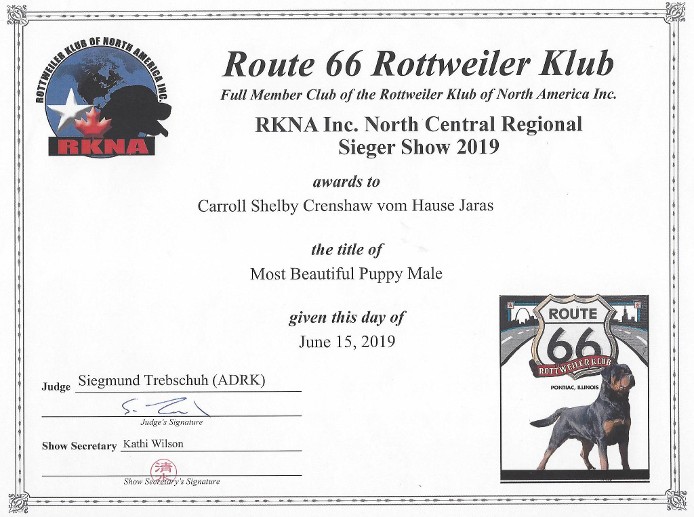 ROTTWEILER KLUB OF NORTH AMERICA INC.
RKNA
Route 66 Rottweiler Klub
Full Member Club of the Rottweiler Klub of North America Inc.
RKNA Inc. North Central Regional
Sieger Show 2019
awards to
Carroll Shelby Crenshaw vom Hause Jaras
the title of
Most Beautiful Puppy Male
given this day of
June 15, 2019
Judge Siegmund Trebschuh (ADRK)
Judge's Signature
Show Secretary Kathi Wilson
清
Show Secretary's Signature
ROUTE
66
ROTTWEILER KLUB
PONTIAC, ILLINOIS